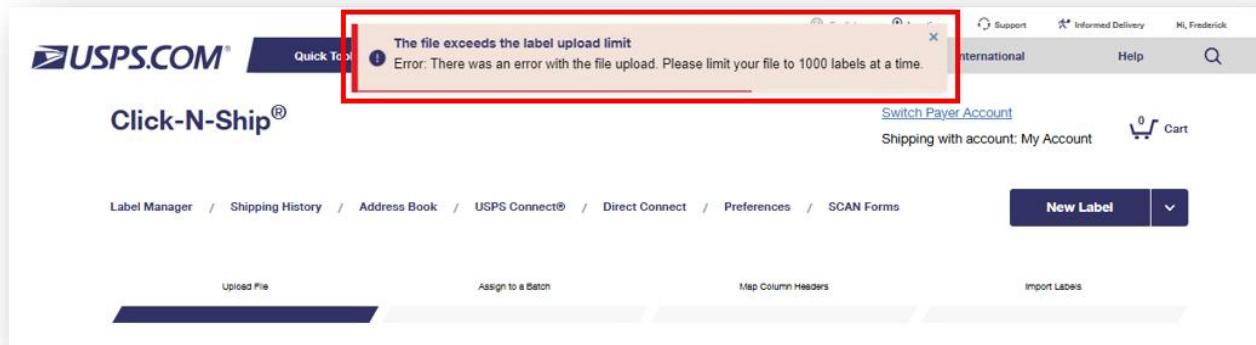 Support Informed Delivery Hi, Frederick
USPS.COM® Quick International Help
The file exceeds the label upload limit
Error: There was an error with the file upload. Please limit your file to 1000 labels at a time.
Click-N-Ship®
Switch Payer Account
Shipping with account: My Account
0 Cart
Label Manager / Shipping History / Address Book / USPS Connect® / Direct Connect / Preferences / SCAN Forms
New Label
Upload File Assign to a Batch Map Column Headers Import Labels